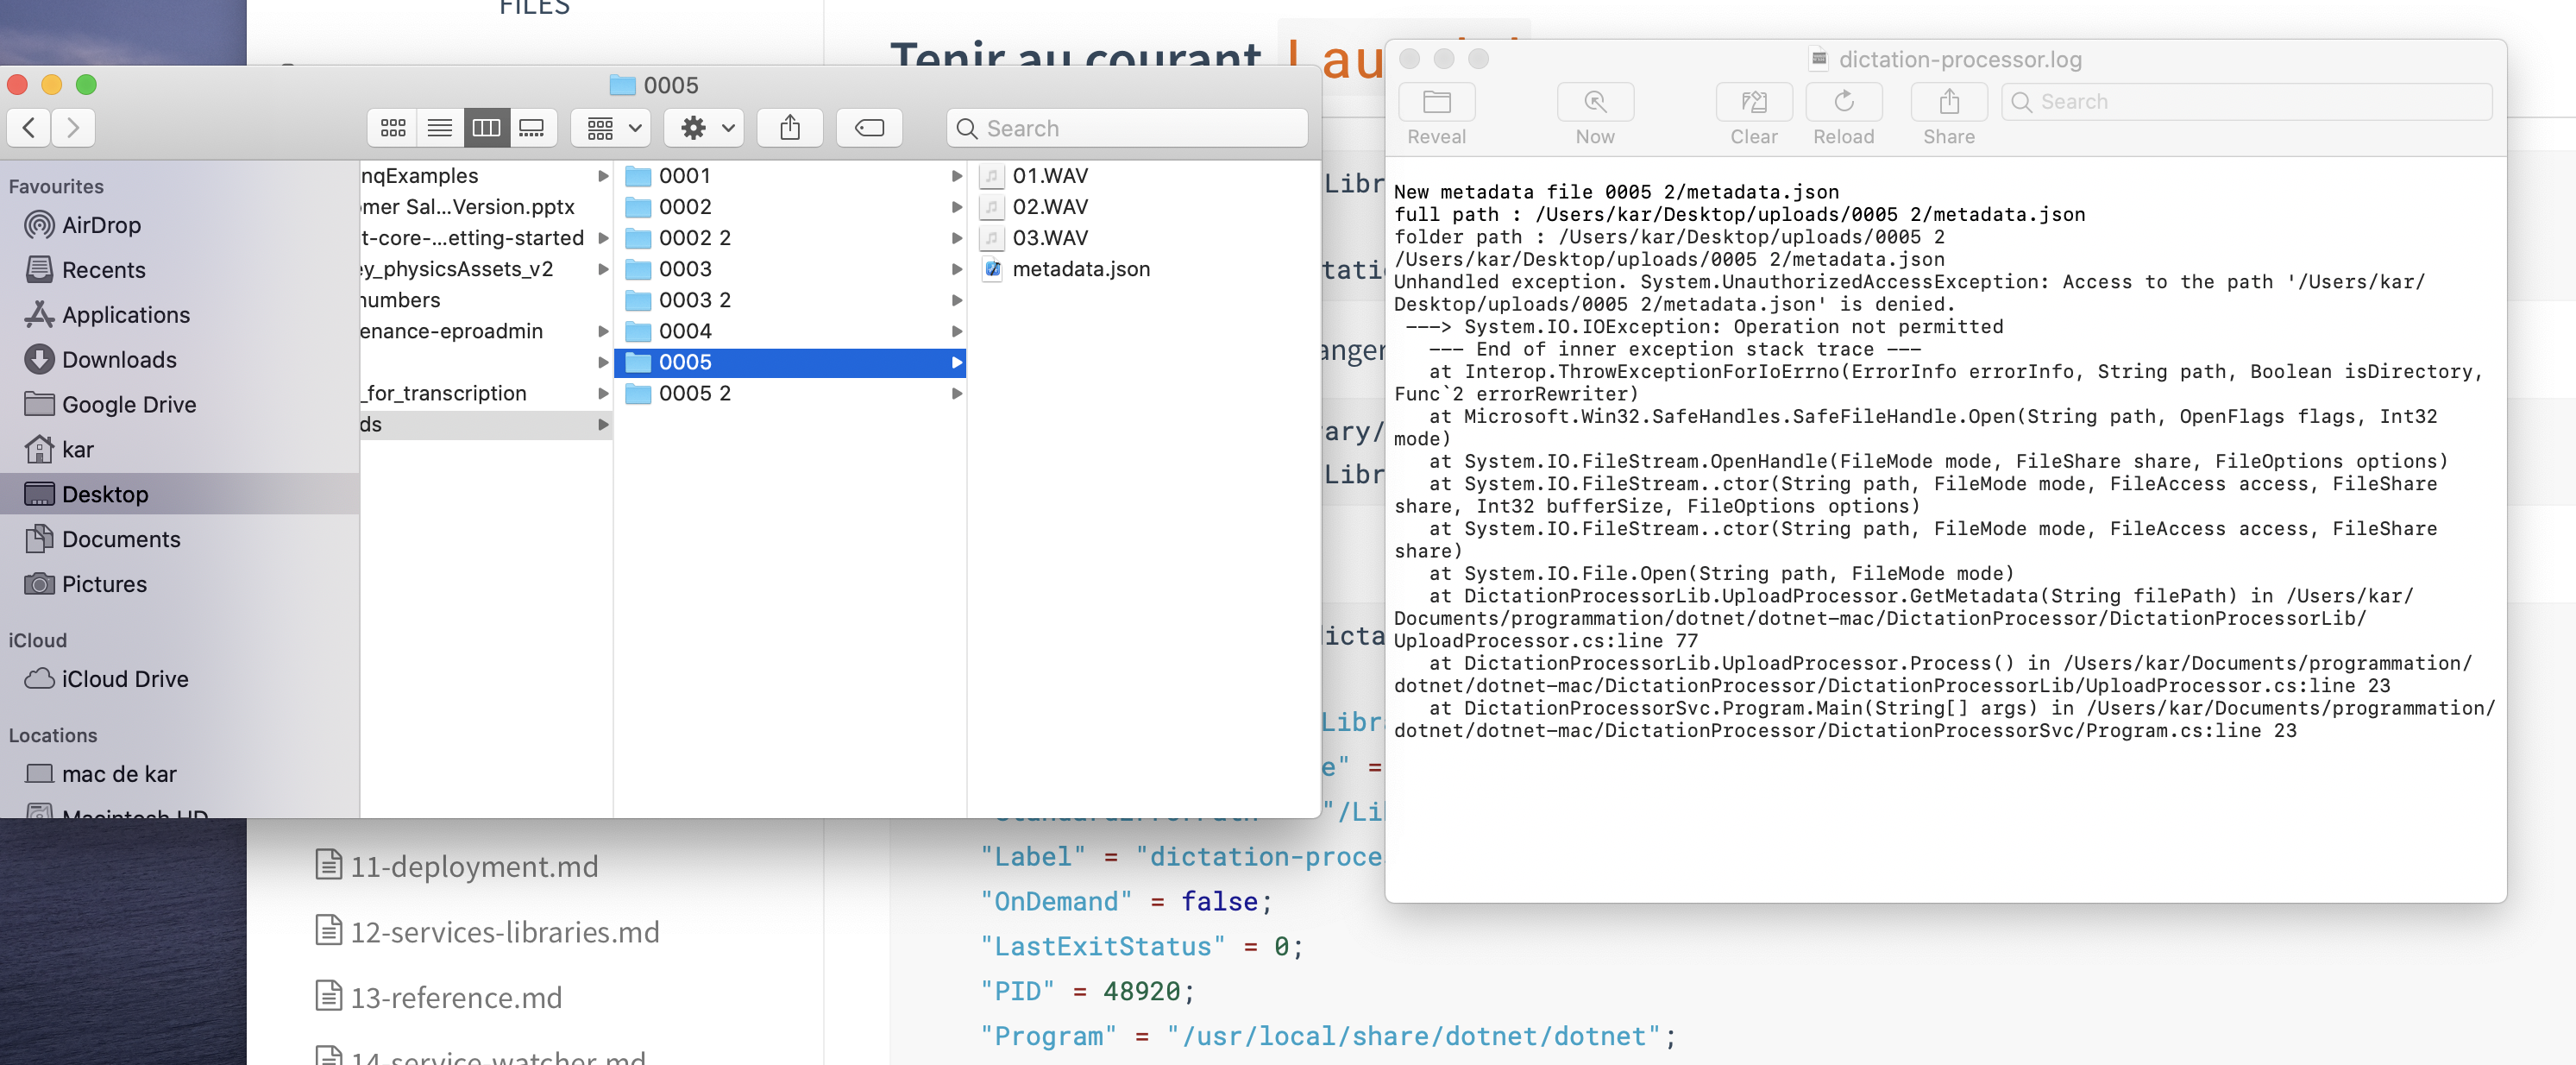 FILES
Tenir au courant
0005
Search
Favourites
AirDrop
Recents
Applications
Downloads
Google Drive
kar
Desktop
Documents
Pictures
iCloud
iCloud Drive
Locations
mac de kar
Macintosh HD
nqExamples
mer Sal...Version.pptx
t-core-...etting-started
ey_physicsAssets_v2
numbers
enance-eproadmin
_for_transcription
ds
0001
0002
0002 2
0003
0003 2
0004
0005
0005 2
01.WAV
02.WAV
03.WAV
metadata.json
dictation-processor.log
Reveal
Now
Clear
Reload
Share
Search
New metadata file 0005 2/metadata.json
full path : /Users/kar/Desktop/uploads/0005 2/metadata.json
folder path : /Users/kar/Desktop/uploads/0005 2
/Users/kar/Desktop/uploads/0005 2/metadata.json
Unhandled exception. System.UnauthorizedAccessException: Access to the path '/Users/kar/
Desktop/uploads/0005 2/metadata.json' is denied.
---> System.IO.IOException: Operation not permitted
--- End of inner exception stack trace ---
at Interop.ThrowExceptionForIoErrno(ErrorInfo errorInfo, String path, Boolean isDirectory,
Func`2 errorRewriter)
at Microsoft.Win32.SafeHandles.SafeFileHandle.Open(String path, OpenFlags flags, Int32
mode)
at System.IO.FileStream.OpenHandle(FileMode mode, FileShare share, FileOptions options)
at System.IO.FileStream..ctor(String path, FileMode mode, FileAccess access, FileShare
share, Int32 bufferSize, FileOptions options)
at System.IO.FileStream..ctor(String path, FileMode mode, FileAccess access, FileShare
share)
at System.IO.File.Open(String path, FileMode mode)
at DictationProcessorLib.UploadProcessor.GetMetadata(String filePath) in /Users/kar/
Documents/programmation/dotnet/dotnet-mac/DictationProcessor/DictationProcessorLib/
UploadProcessor.cs:line 77
at DictationProcessorLib.UploadProcessor.Process() in /Users/kar/Documents/programmation/
dotnet/dotnet-mac/DictationProcessor/DictationProcessorLib/UploadProcessor.cs:line 23
at DictationProcessorSvc.Program.Main(String[] args) in /Users/kar/Documents/programmation/
dotnet/dotnet-mac/DictationProcessor/DictationProcessorSvc/Program.cs:line 23
Libr
tati
anger
ary/
Libr
icta
Libr
e" =
"/Li
"Label" = "dictation-proce
"OnDemand" = false;
"LastExitStatus" = 0;
"PID" = 48920;
"Program" = "/usr/local/share/dotnet/dotnet";
11-deployment.md
12-services-libraries.md
13-reference.md
14-service-watcher.md